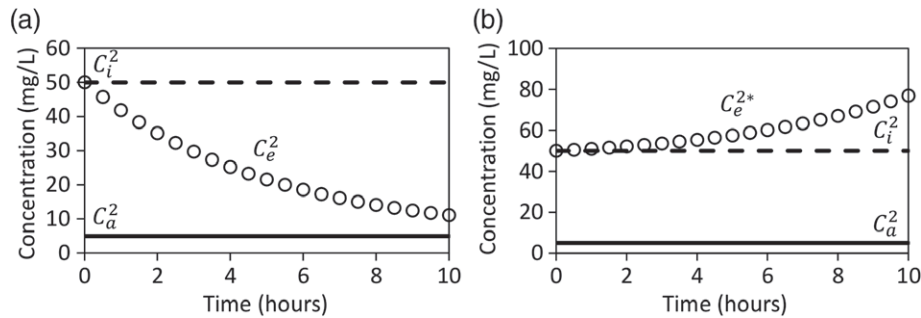 (a)
Concentration (mg/L)
60
50
40
30
20
10
0
C_i^2
C_e^2
C_a^2
0 2 4 6 8 10
Time (hours)
(b)
Concentration (mg/L)
100
80
60
40
20
0
C_e^{2*}
C_i^2
C_a^2
0 2 4 6 8 10
Time (hours)